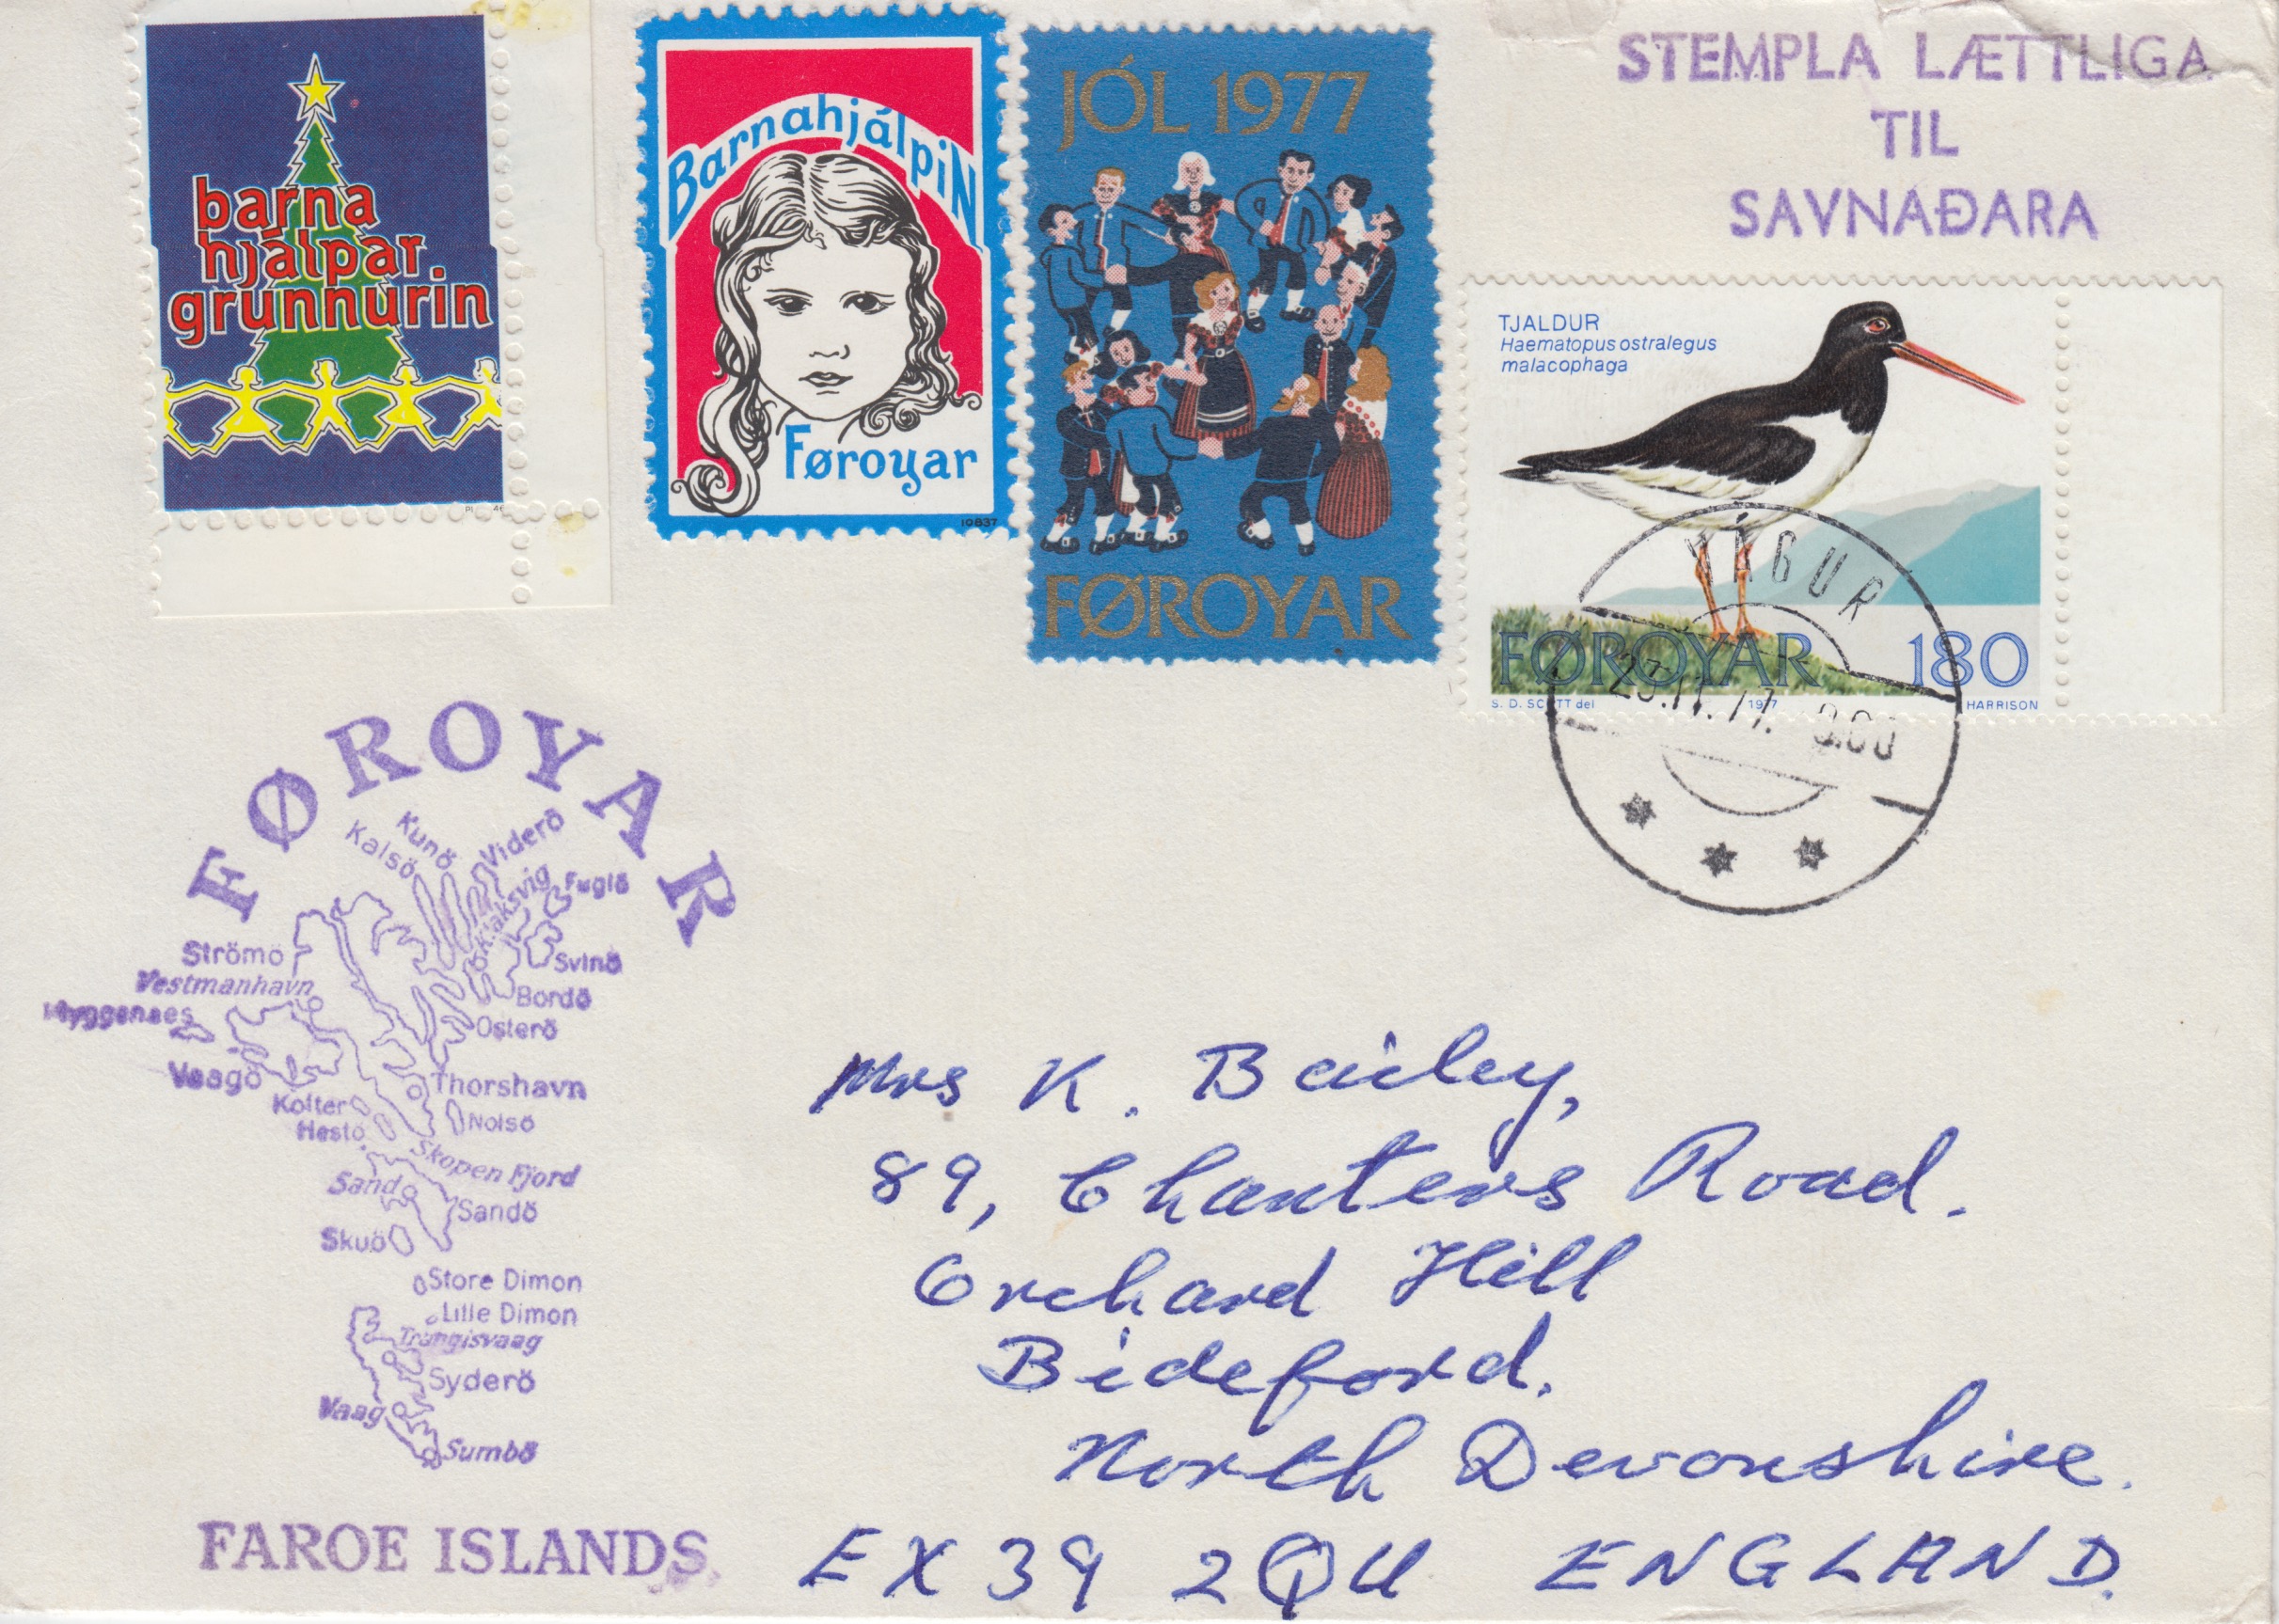 barna
hjálpar
grunnurin
BarnahjálpiN
Føroyar
10837
JÓL 1977
FØROYAR
STEMPLA LÆTTLIGA
TIL
SAVNAÐARA
TJALDUR
Haematopus ostralegus
malacophaga
FØROYAR 180
S. D. SCOTT del 1977 HARRISON
FØROYAR
Kunö
Kalsö
Viderö
Klaksvig
Fuglö
Strömö
Svinö
Vestmanhavn
Bordö
Myggenaes
Osterö
Vaagö
Thorshavn
Kolter
Nolsö
Hestö
Skopen Fjord
Sand
Sandö
Skuö
Store Dimon
Lille Dimon
Trangisvaag
Syderö
Vaag
Sumbö
FAROE ISLANDS
Mrs K. Bailey,
89, Chanters Road.
Orchard Hill
Bideford.
North Devonshire.
EX39 2QU ENGLAND.